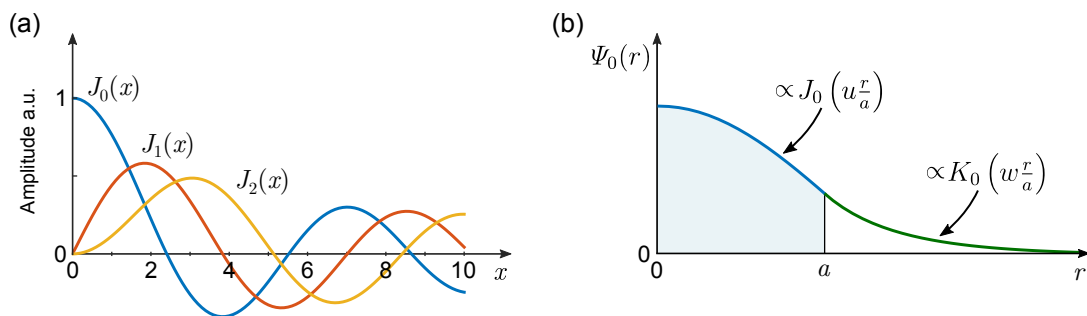 (a)
Amplitude a.u.
1
0
J₀(x)
J₁(x)
J₂(x)
0 2 4 6 8 10 x
(b)
Ψ₀(r)
∝J₀(u r/a)
∝K₀(w r/a)
0
0 a r